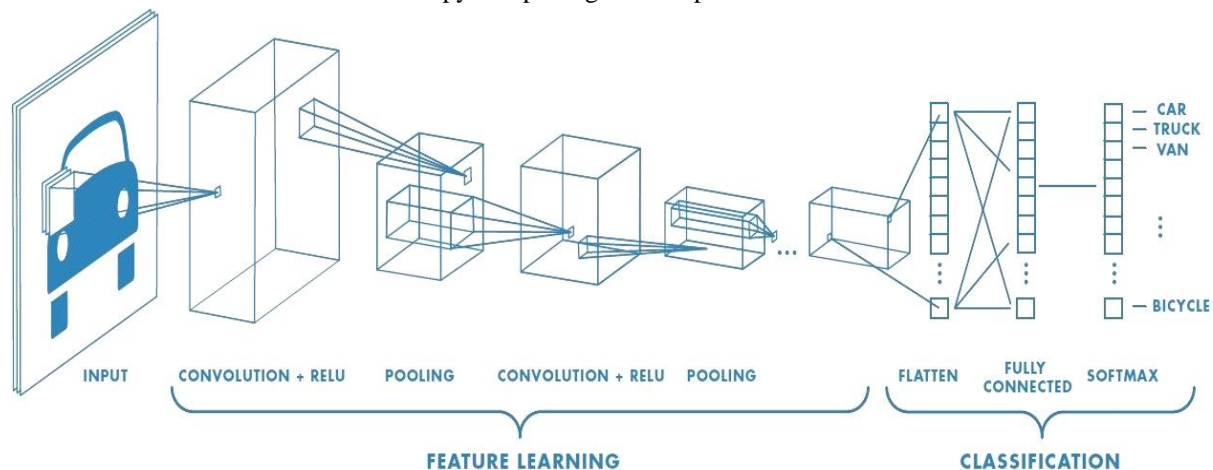 CAR
TRUCK
VAN
BICYCLE
INPUT
CONVOLUTION + RELU
POOLING
CONVOLUTION + RELU
POOLING
FLATTEN
FULLY
CONNECTED
SOFTMAX
FEATURE LEARNING
CLASSIFICATION